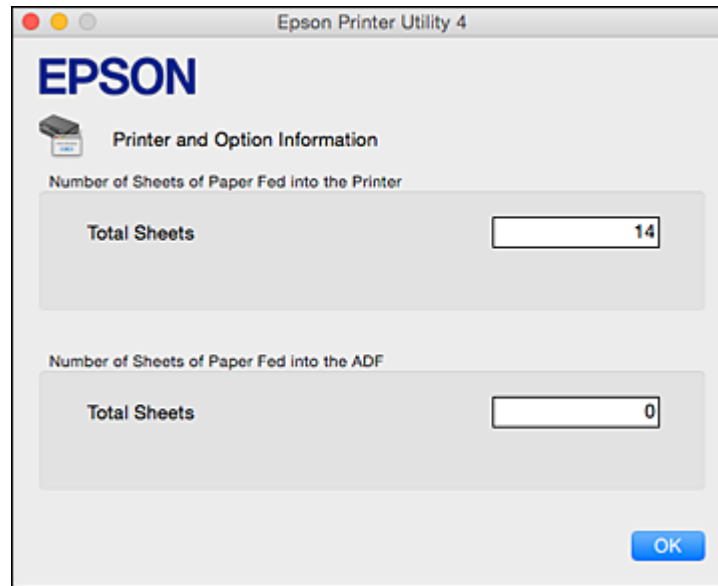 Epson Printer Utility 4
EPSON
Printer and Option Information
Number of Sheets of Paper Fed into the Printer
Total Sheets 14
Number of Sheets of Paper Fed into the ADF
Total Sheets 0
OK